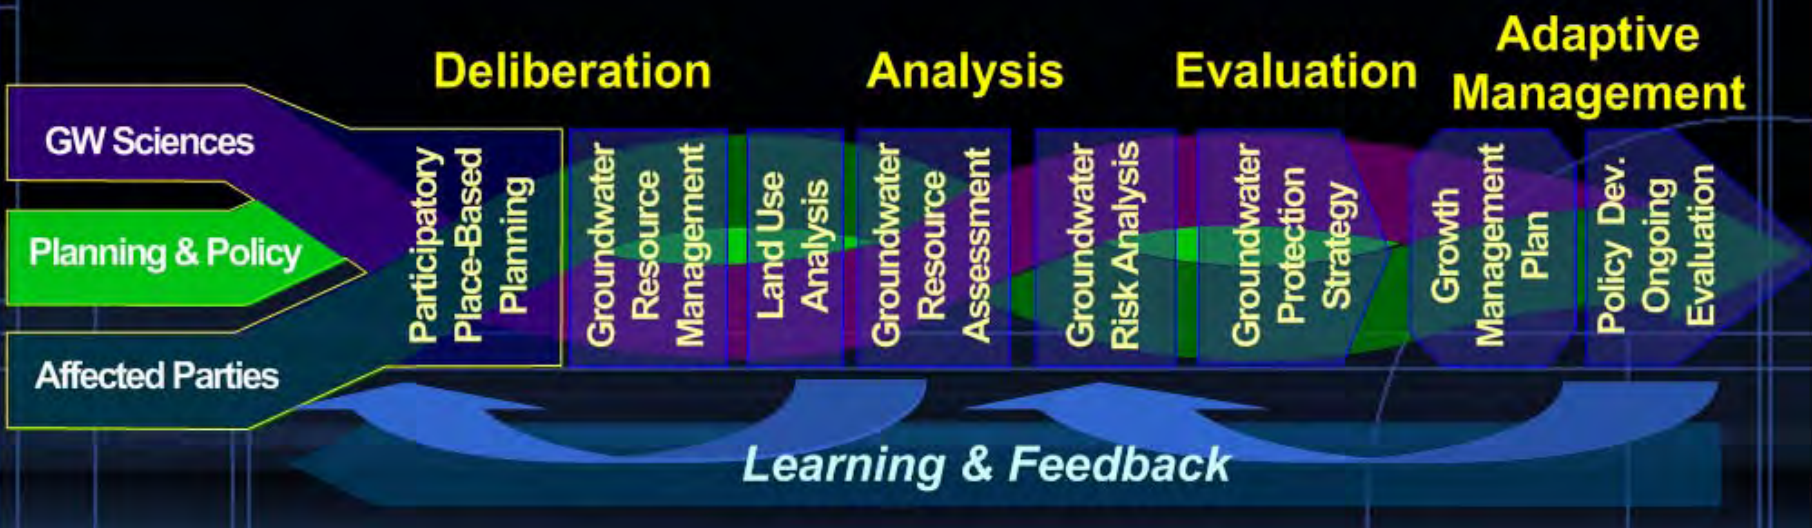 Deliberation
Analysis
Evaluation
Adaptive
Management
GW Sciences
Planning & Policy
Affected Parties
Participatory
Place-Based
Planning
Groundwater
Resource
Management
Land Use
Analysis
Groundwater
Resource
Assessment
Groundwater
Risk Analysis
Groundwater
Protection
Strategy
Growth
Management
Plan
Policy Dev.
Ongoing
Evaluation
Learning & Feedback